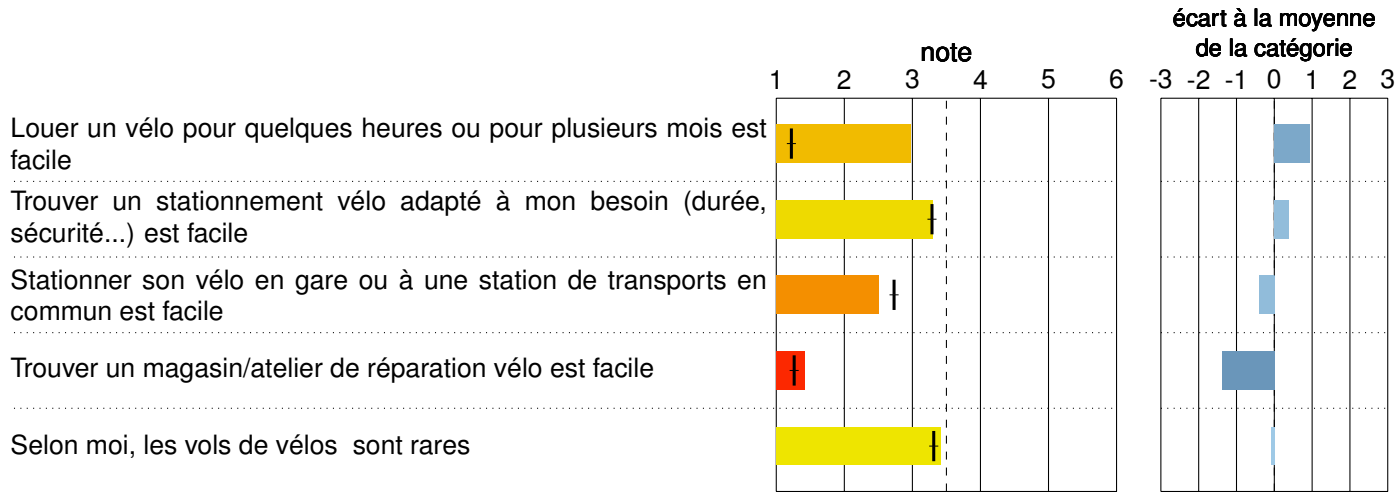 écart à la moyenne
note de la catégorie
1 2 3 4 5 6 -3 -2 -1 0 1 2 3
Louer un vélo pour quelques heures ou pour plusieurs mois est
facile
Trouver un stationnement vélo adapté à mon besoin (durée,
sécurité...) est facile
Stationner son vélo en gare ou à une station de transports en
commun est facile
Trouver un magasin/atelier de réparation vélo est facile
Selon moi, les vols de vélos sont rares